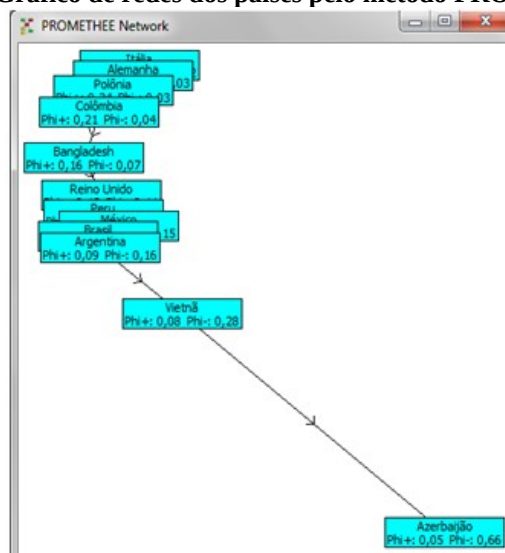 Gráfico de redes dos países pelo método PRO
PROMETHEE Network
Itália
Alemanha
03
Polônia
03
Colômbia
Phi+: 0,21 Phi-: 0,04
Bangladesh
Phi+: 0,16 Phi-: 0,07
Reino Unido
Peru
México
15
Brasil
Argentina
Phi+: 0,09 Phi-: 0,16
Vietnã
Phi+: 0,08 Phi-: 0,28
Azerbaijão
Phi+: 0,05 Phi-: 0,66